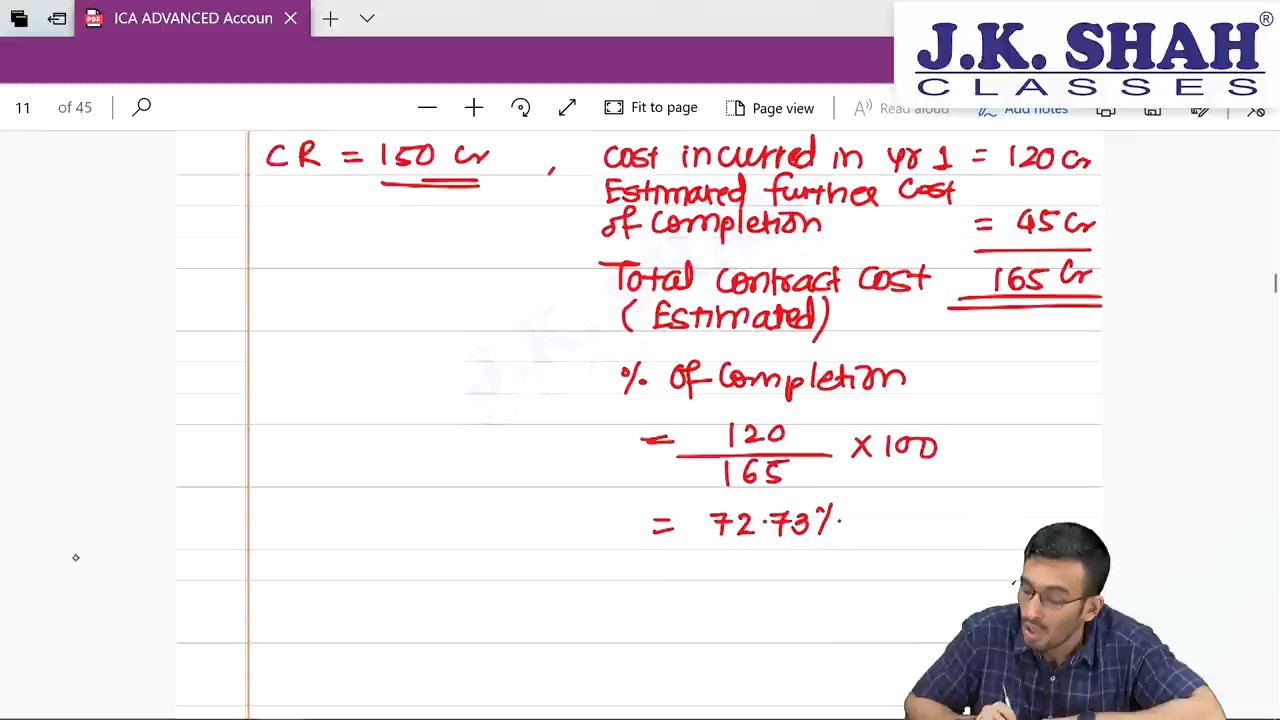 ICA ADVANCED Accoun
J.K. SHAH®
CLASSES
11 of 45
Fit to page
Page view
Read aloud
Add notes
CR = 150 Cr , Cost incurred in yr 1 = 120 Cr
Estimated further Cost
of Completion = 45 Cr
Total contract cost 165 Cr
(Estimated)
% of Completion
= 120 / 165 × 100
= 72.73%
J.K.